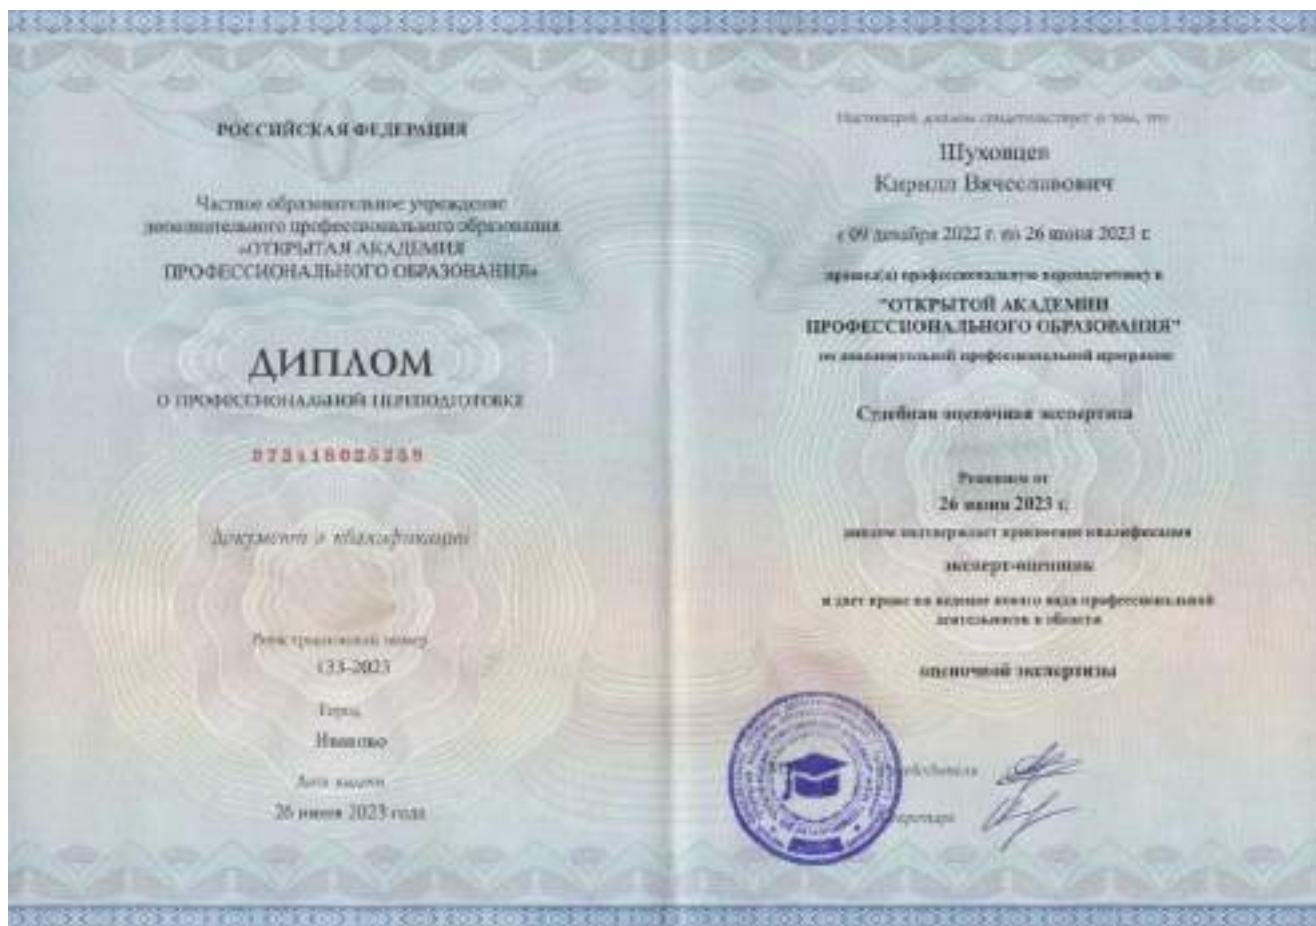 РОССИЙСКАЯ ФЕДЕРАЦИЯ
Частное образовательное учреждение
дополнительного профессионального образования
«ОТКРЫТАЯ АКАДЕМИЯ
ПРОФЕССИОНАЛЬНОГО ОБРАЗОВАНИЯ»
ДИПЛОМ
О ПРОФЕССИОНАЛЬНОЙ ПЕРЕПОДГОТОВКЕ
Документ о квалификации
Регистрационный номер
133-2023
Город
Иваново
Дата выдачи
26 июня 2023 года
Настоящий диплом свидетельствует о том, что
Шуховцев
Кирилл Вячеславович
с 09 декабря 2022 г. по 26 июня 2023 г.
прошел(а) профессиональную переподготовку в
"ОТКРЫТОЙ АКАДЕМИИ
ПРОФЕССИОНАЛЬНОГО ОБРАЗОВАНИЯ"
по дополнительной профессиональной программе
Судебная оценочная экспертиза
Решением от
26 июня 2023 г.
диплом подтверждает присвоение квалификации
эксперт-оценщик
и дает право на ведение нового вида профессиональной
деятельности в области
оценочной экспертизы